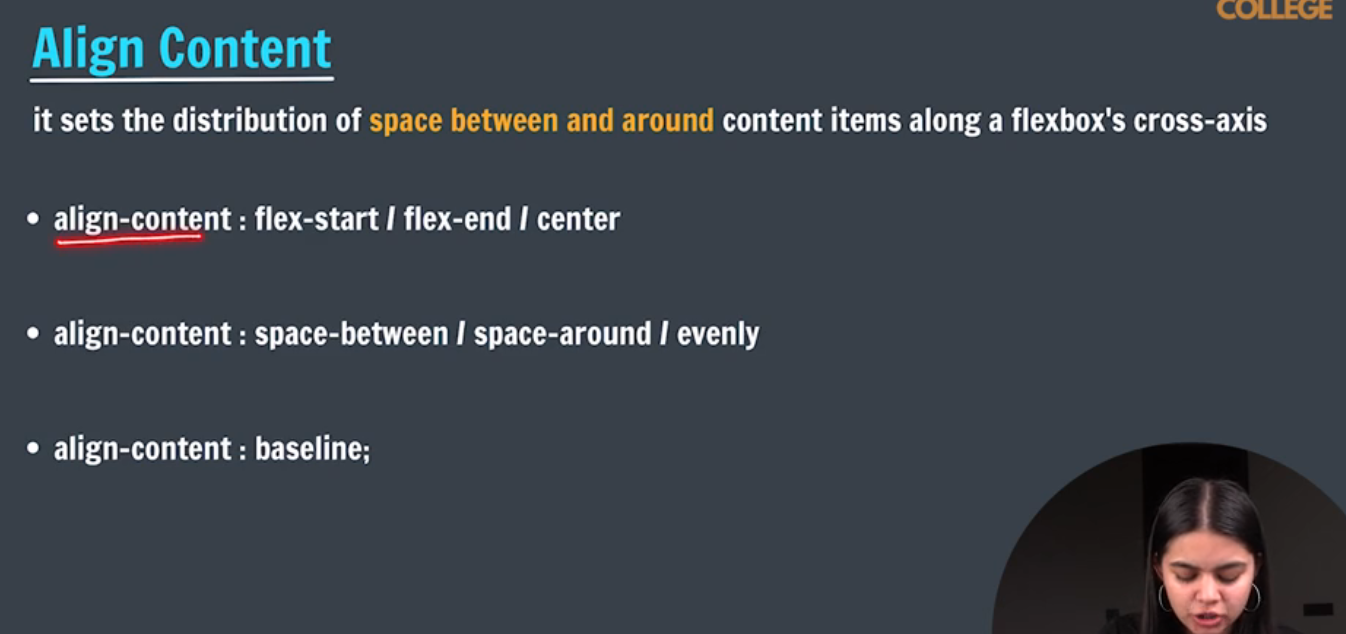 COLLEGE
Align Content
it sets the distribution of space between and around content items along a flexbox's cross-axis
• align-content : flex-start / flex-end / center
• align-content : space-between / space-around / evenly
• align-content : baseline;